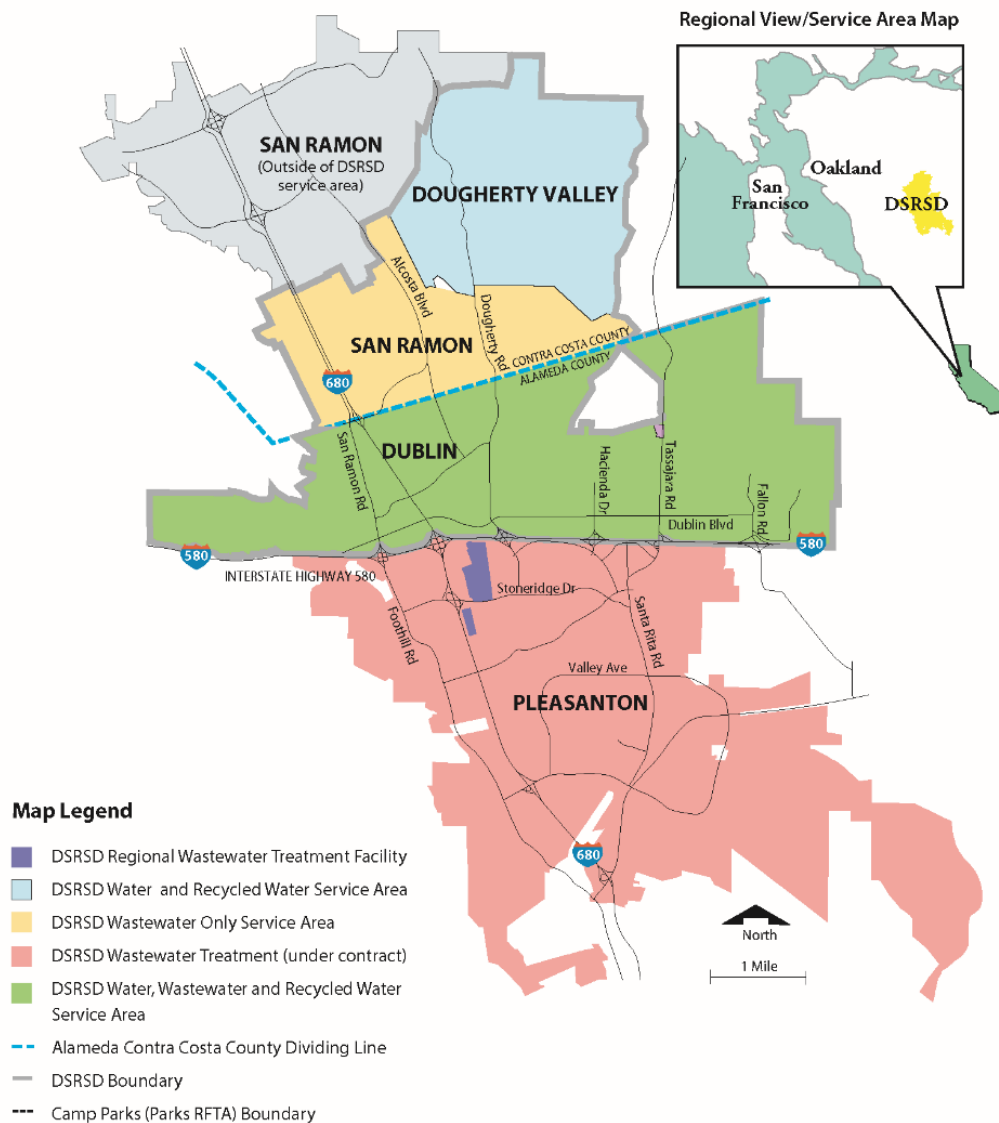 Regional View/Service Area Map
SAN RAMON
(Outside of DSRSD
service area)
DOUGHERTY VALLEY
Oakland
San
Francisco
DSRSD
Alcosta Blvd
Dougherty Rd
SAN RAMON
CONTRA COSTA COUNTY
ALAMEDA COUNTY
680
DUBLIN
San Ramon Rd
Hacienda Dr
Tassajara Rd
Fallon Rd
Dublin Blvd
580
580
INTERSTATE HIGHWAY 580
Stoneridge Dr
Foothill Rd
Santa Rita Rd
Valley Ave
PLEASANTON
680
North
1 Mile
Map Legend
DSRSD Regional Wastewater Treatment Facility
DSRSD Water and Recycled Water Service Area
DSRSD Wastewater Only Service Area
DSRSD Wastewater Treatment (under contract)
DSRSD Water, Wastewater and Recycled Water
Service Area
Alameda Contra Costa County Dividing Line
DSRSD Boundary
Camp Parks (Parks RFTA) Boundary